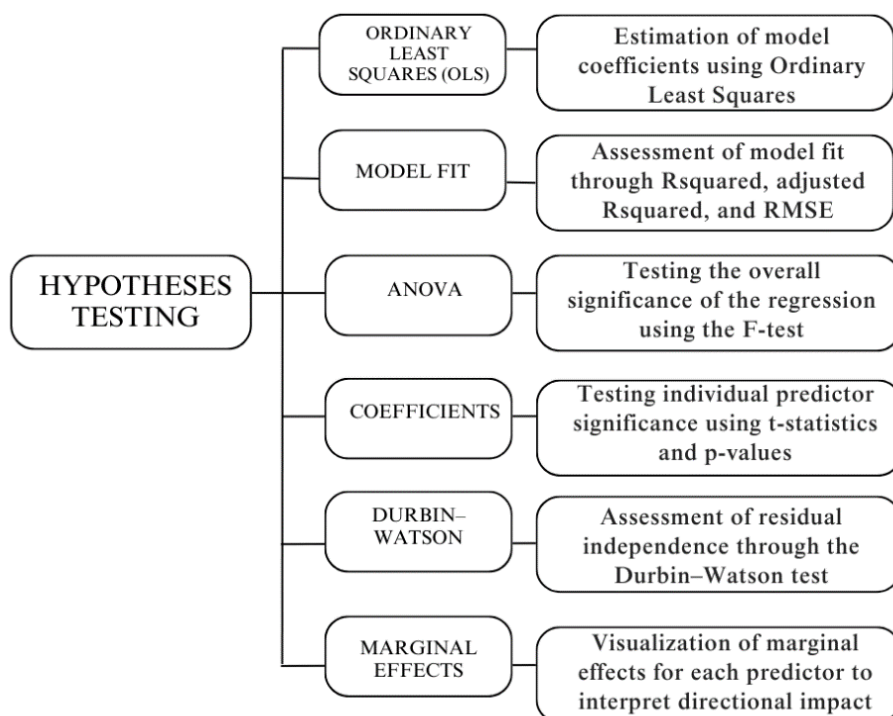 ORDINARY
LEAST
SQUARES (OLS)
Estimation of model
coefficients using Ordinary
Least Squares
MODEL FIT
Assessment of model fit
through Rsquared, adjusted
Rsquared, and RMSE
HYPOTHESES
TESTING
ANOVA
Testing the overall
significance of the regression
using the F-test
COEFFICIENTS
Testing individual predictor
significance using t-statistics
and p-values
DURBIN–
WATSON
Assessment of residual
independence through the
Durbin–Watson test
MARGINAL
EFFECTS
Visualization of marginal
effects for each predictor to
interpret directional impact